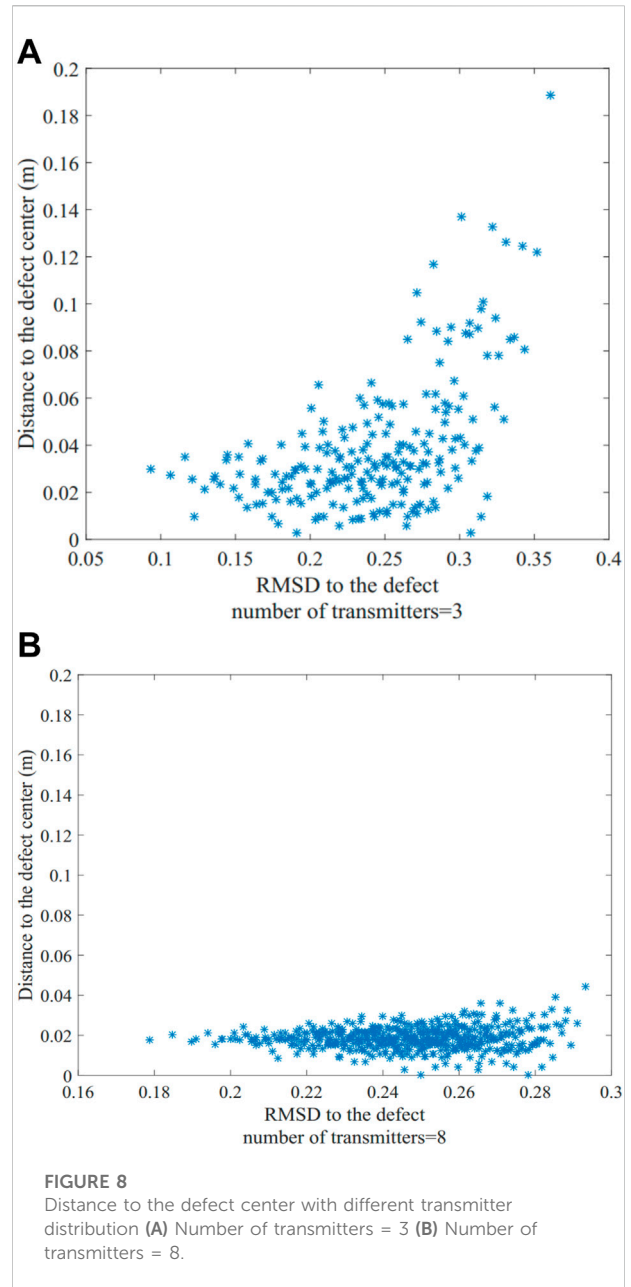 A
0.2
0.18
0.16
0.14
0.12
0.1
0.08
0.06
0.04
0.02
0
Distance to the defect center (m)
0.05 0.1 0.15 0.2 0.25 0.3 0.35 0.4
RMSD to the defect
number of transmitters=3
B
0.2
0.18
0.16
0.14
0.12
0.1
0.08
0.06
0.04
0.02
0
Distance to the defect center (m)
0.16 0.18 0.2 0.22 0.24 0.26 0.28 0.3
RMSD to the defect
number of transmitters=8
FIGURE 8
Distance to the defect center with different transmitter
distribution (A) Number of transmitters = 3 (B) Number of
transmitters = 8.